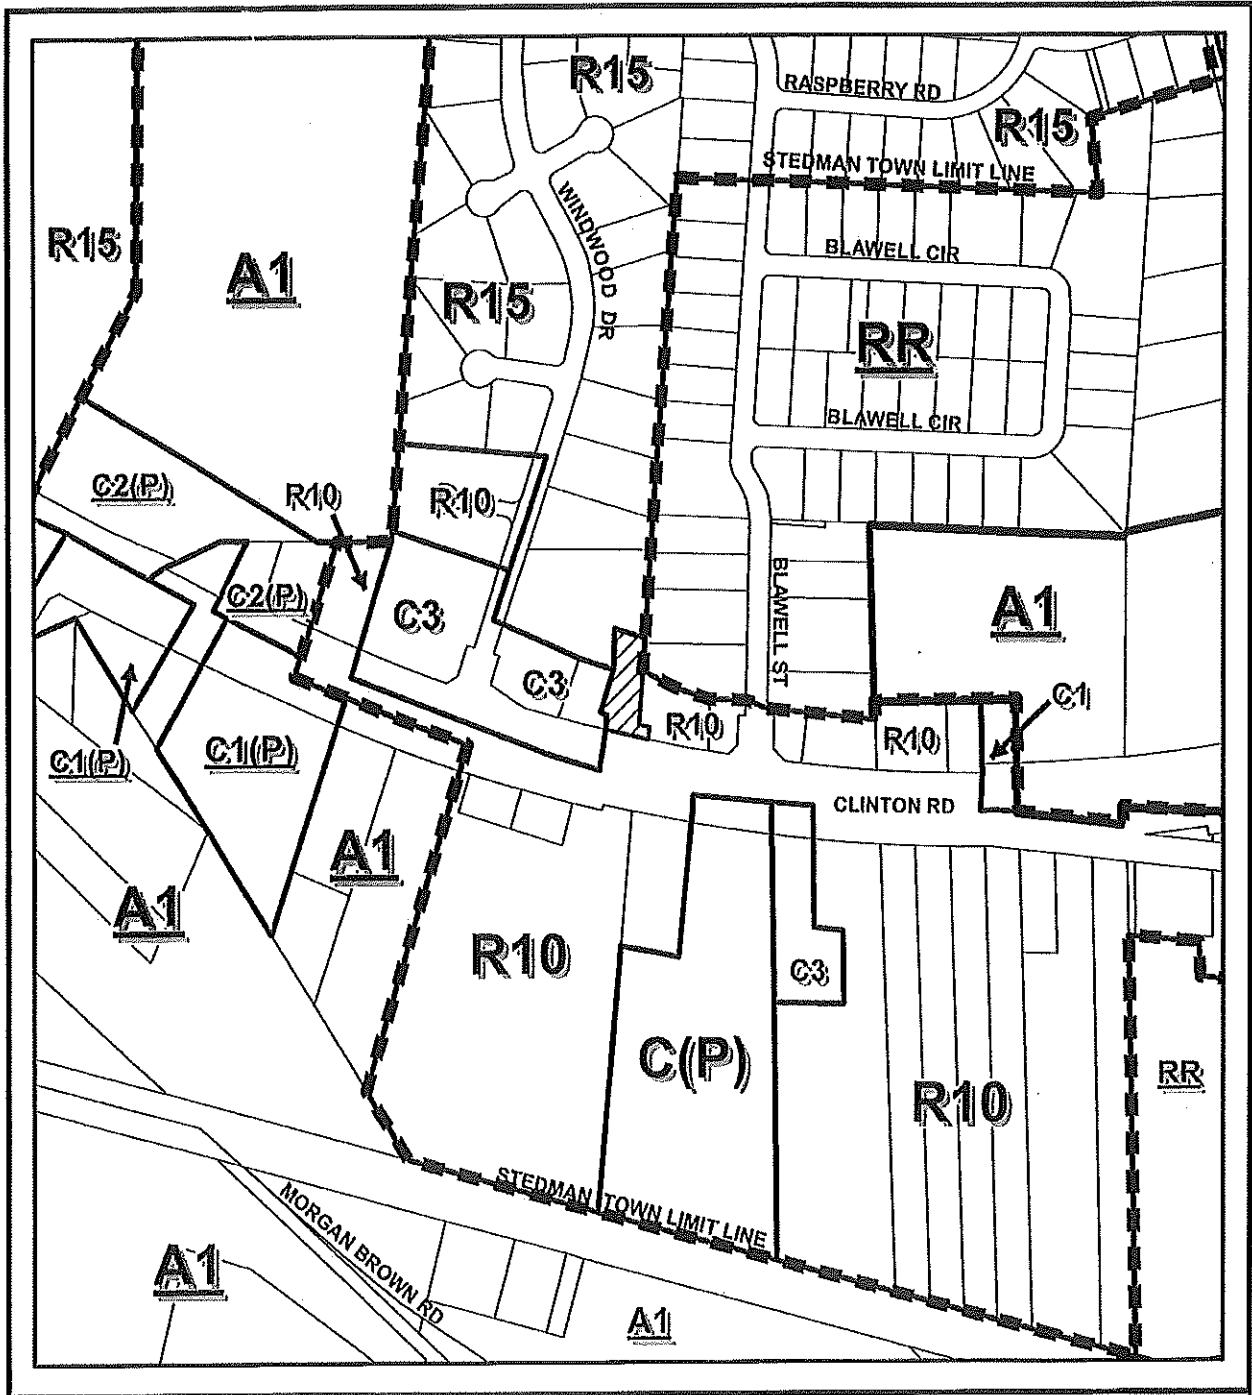 R15
RASPBERRY RD
R15
STEDMAN TOWN LIMIT LINE
WINDWOOD DR
R15
A1
BLAWELL CIR
R15
RR
BLAWELL CIR
C2(P)
R10
R10
BLAWELL ST
C2(P)
C3
A1
C3
R10
C1
R10
C1(P)
C1(P)
CLINTON RD
A1
A1
R10
C3
C(P)
RR
R10
STEDMAN TOWN LIMIT LINE
MORGAN BROWN RD
A1
A1